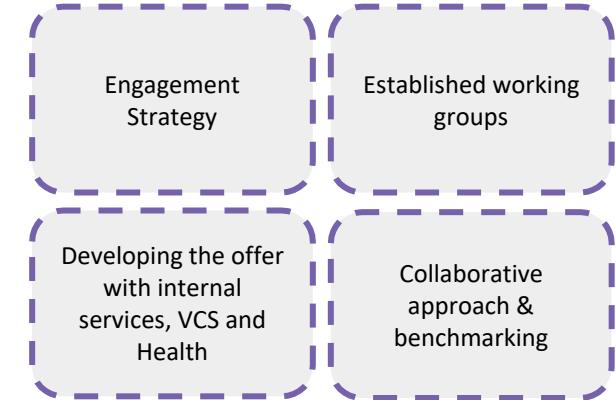 Engagement
Strategy
Established working
groups
Developing the offer
with internal
services, VCS and
Health
Collaborative
approach &
benchmarking